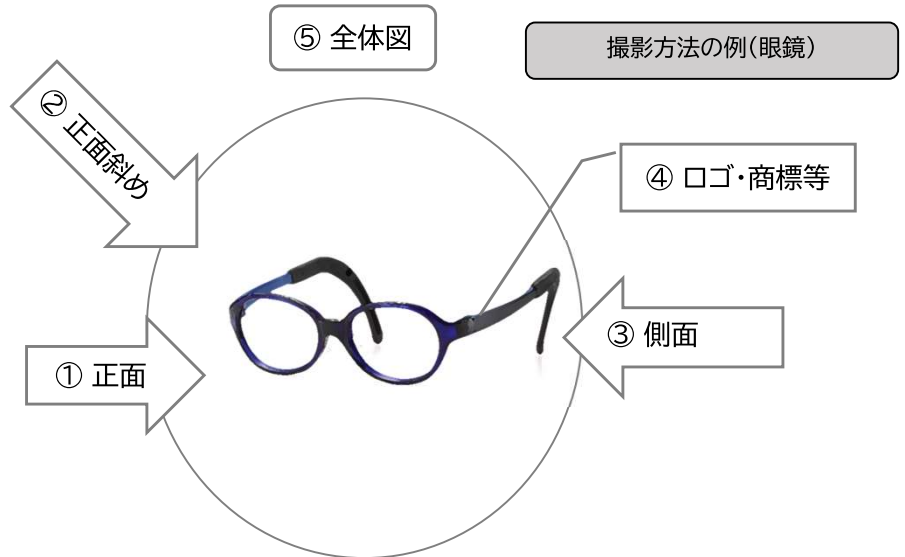 ⑤ 全体図
撮影方法の例(眼鏡)
② 正面斜め
④ ロゴ・商標等
③ 側面
① 正面